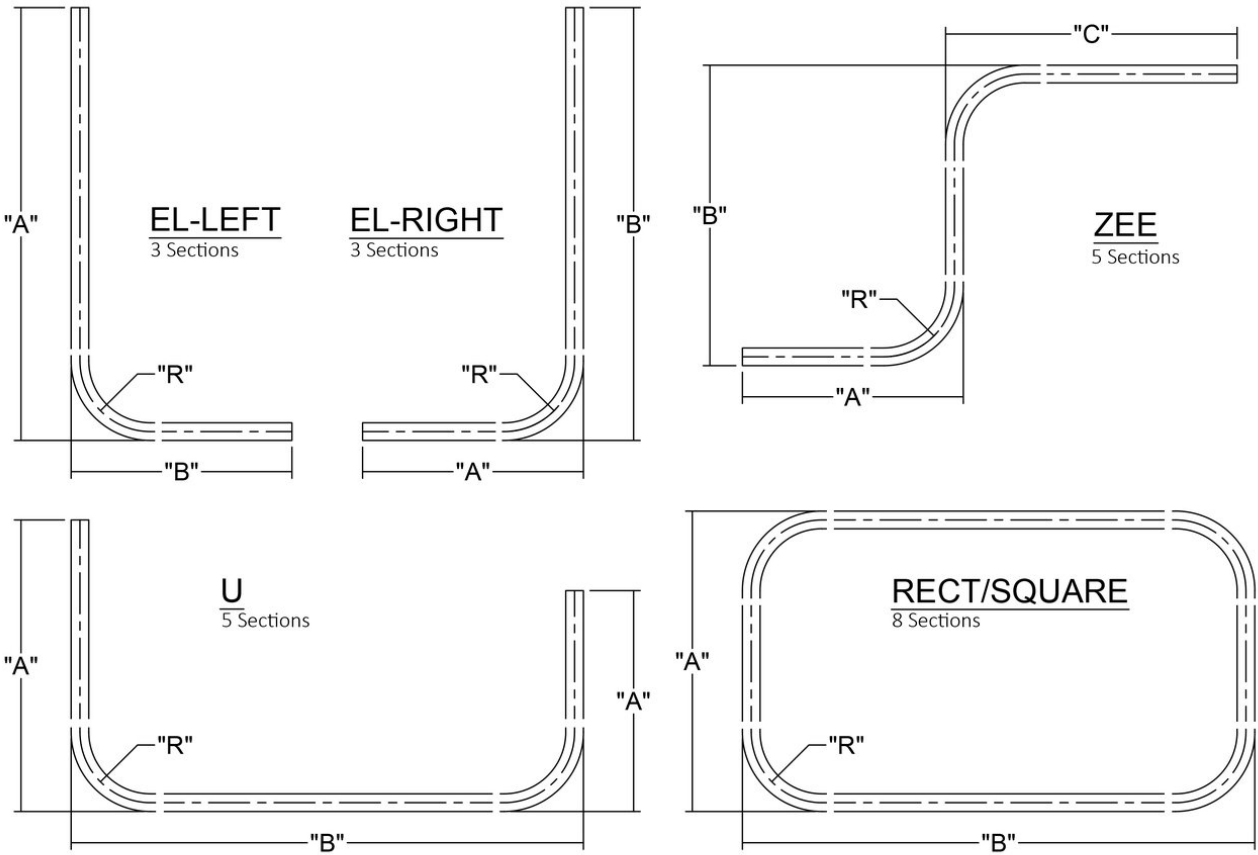 "A"
EL-LEFT
3 Sections
"R"
"B"
EL-RIGHT
3 Sections
"B"
"R"
"A"
"C"
"B"
ZEE
5 Sections
"R"
"A"
"A"
U
5 Sections
"R"
"A"
"B"
"A"
RECT/SQUARE
8 Sections
"R"
"B"